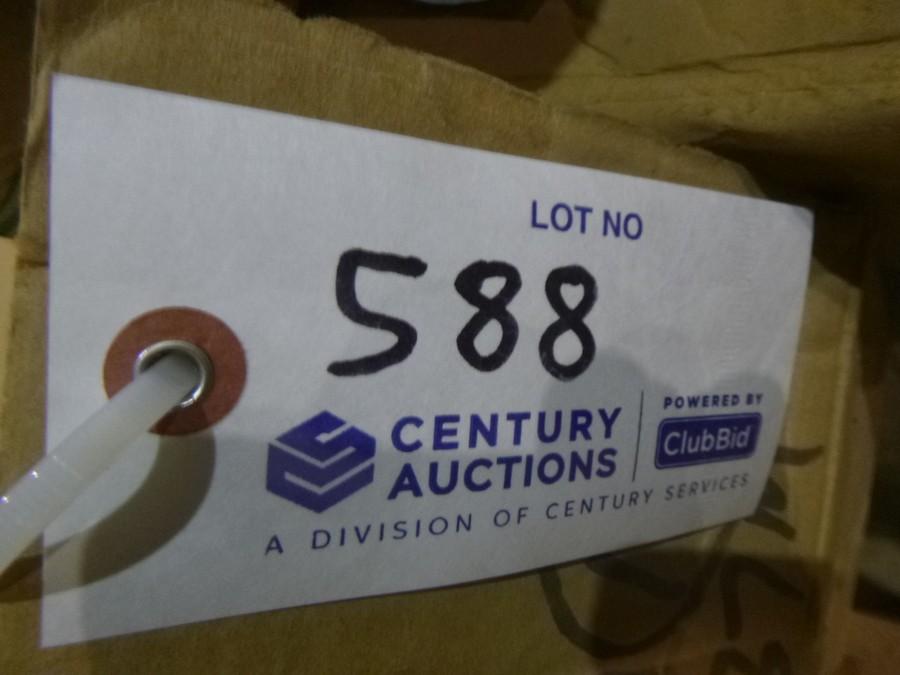 LOT NO
588
CENTURY
AUCTIONS
POWERED BY
ClubBid
A DIVISION OF CENTURY SERVICES